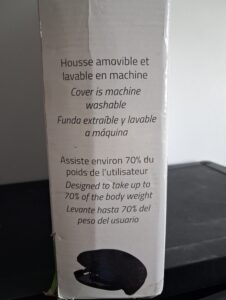 Housse amovible et
lavable en machine
Cover is machine
washable
Funda extraíble y lavable
a máquina
Assiste environ 70% du
poids de l'utilisateur
Designed to take up to
70% of the body weight
Levante hasta 70% del
peso del usuario